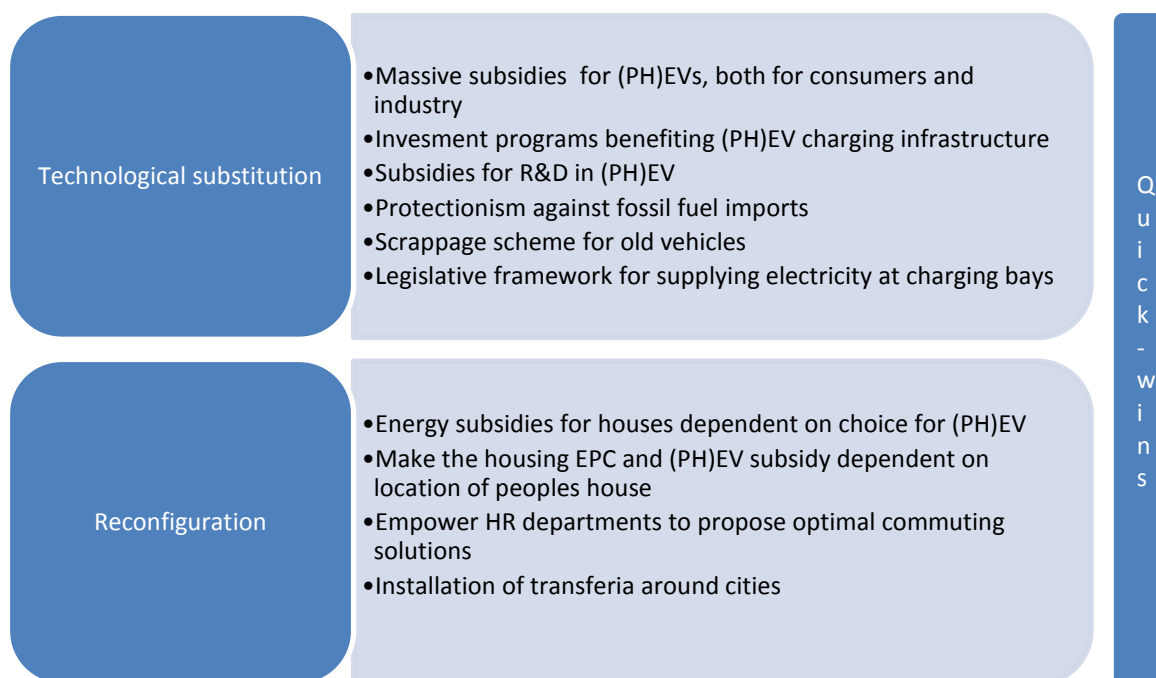 Technological substitution
•Massive subsidies  for (PH)EVs, both for consumers and
industry
•Invesment programs benefiting (PH)EV charging infrastructure
•Subsidies for R&D in (PH)EV
•Protectionism against fossil fuel imports
•Scrappage scheme for old vehicles
•Legislative framework for supplying electricity at charging bays
Reconfiguration
•Energy subsidies for houses dependent on choice for (PH)EV
•Make the housing EPC and (PH)EV subsidy dependent on
location of peoples house
•Empower HR departments to propose optimal commuting
solutions
•Installation of transferia around cities
Quick-wins